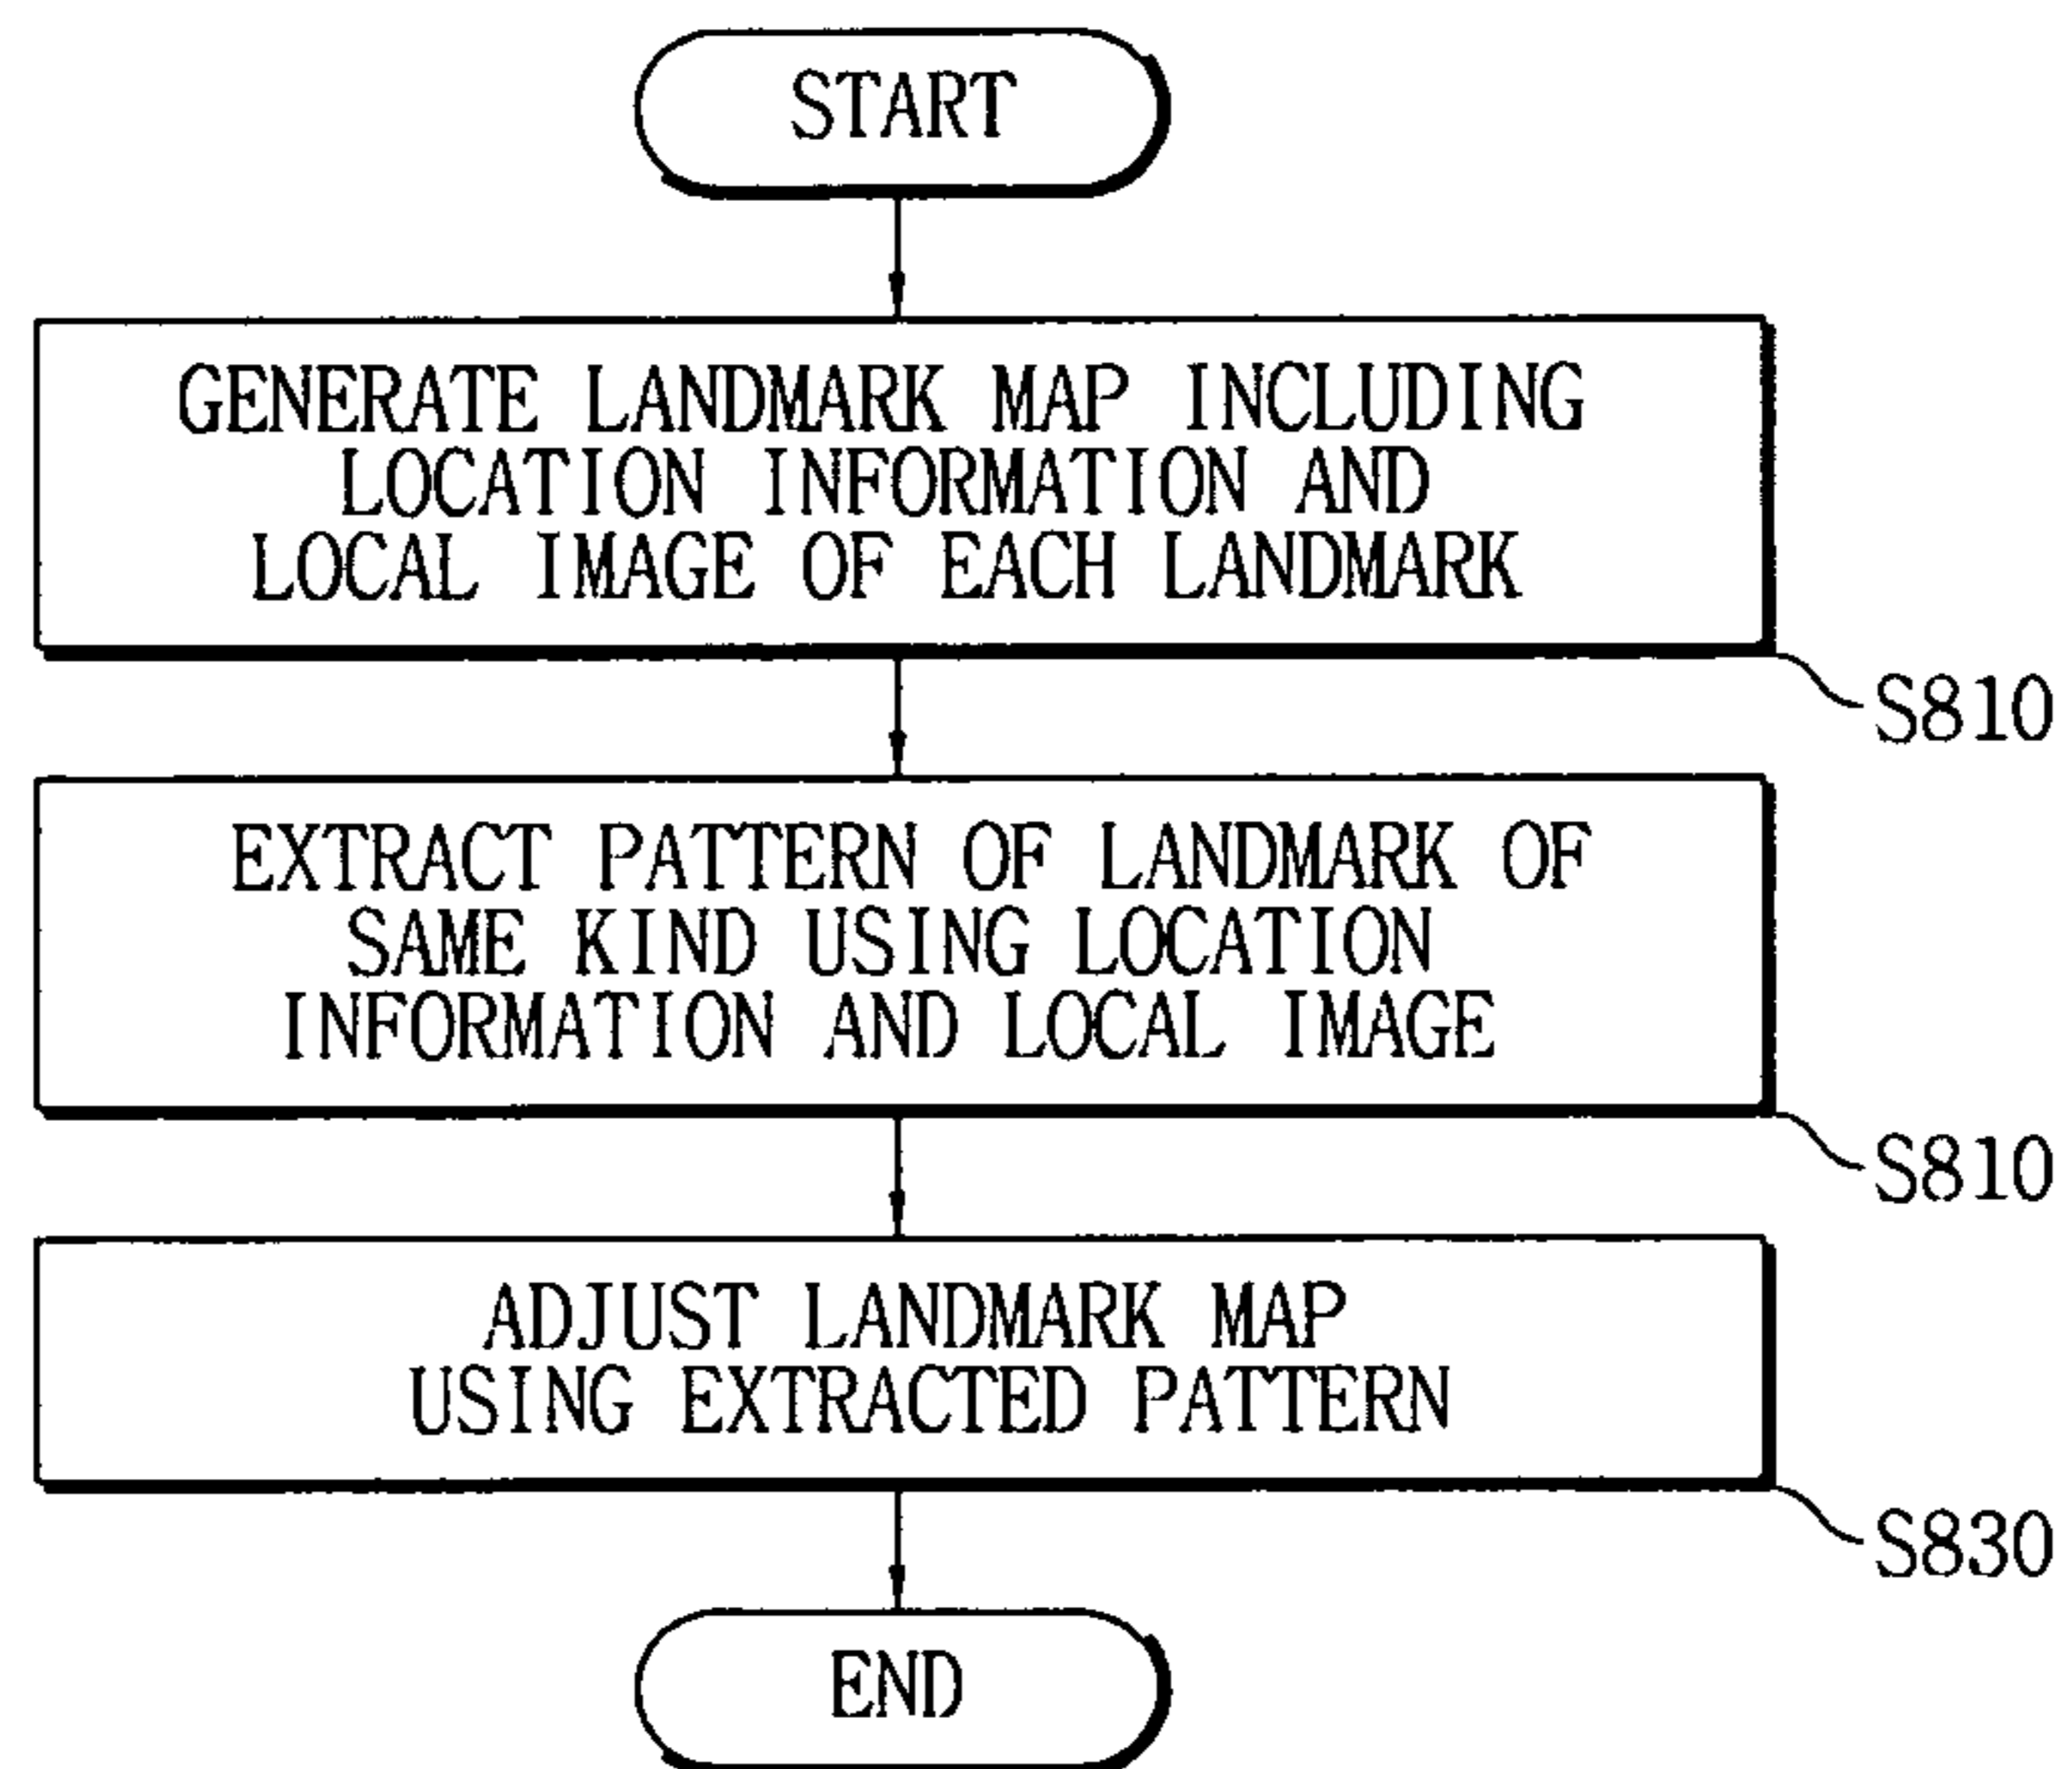 START
GENERATE LANDMARK MAP INCLUDING
LOCATION INFORMATION AND
LOCAL IMAGE OF EACH LANDMARK
S810
EXTRACT PATTERN OF LANDMARK OF
SAME KIND USING LOCATION
INFORMATION AND LOCAL IMAGE
S810
ADJUST LANDMARK MAP
USING EXTRACTED PATTERN
S830
END